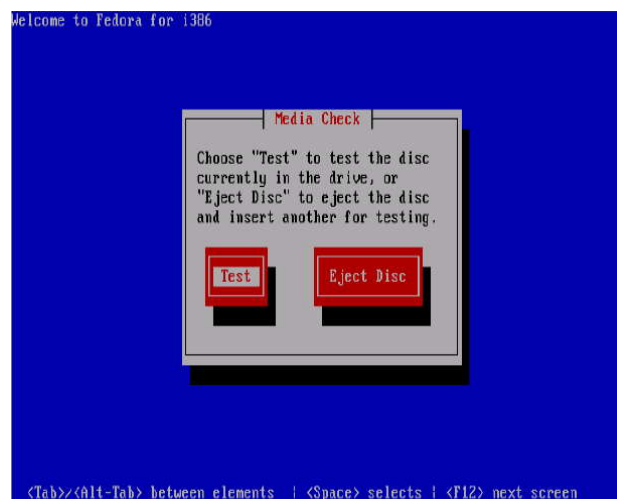 Welcome to Fedora for i386
Media Check
Choose "Test" to test the disc
currently in the drive, or
"Eject Disc" to eject the disc
and insert another for testing.
Test Eject Disc
<Tab>/<Alt-Tab> between elements | <Space> selects | <F12> next screen